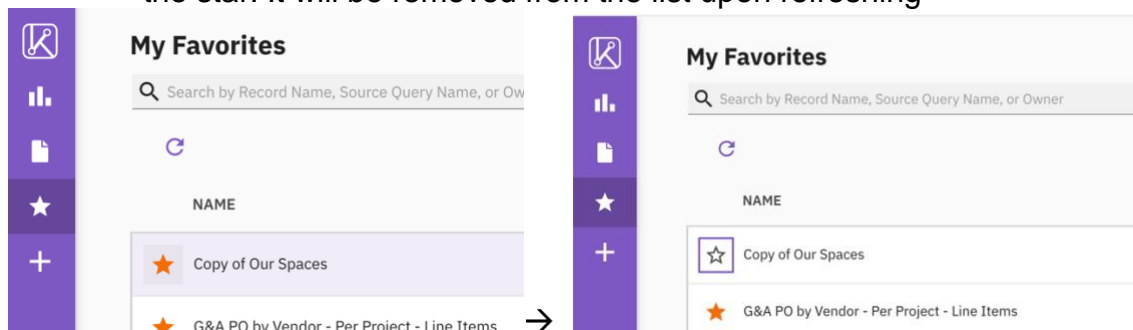 the star it will be removed from the list upon refreshing
My Favorites
Search by Record Name, Source Query Name, or Ow
NAME
Copy of Our Spaces
G&A PO by Vendor - Per Project - Line Items
→
My Favorites
Search by Record Name, Source Query Name, or Owner
NAME
Copy of Our Spaces
G&A PO by Vendor - Per Project - Line Items